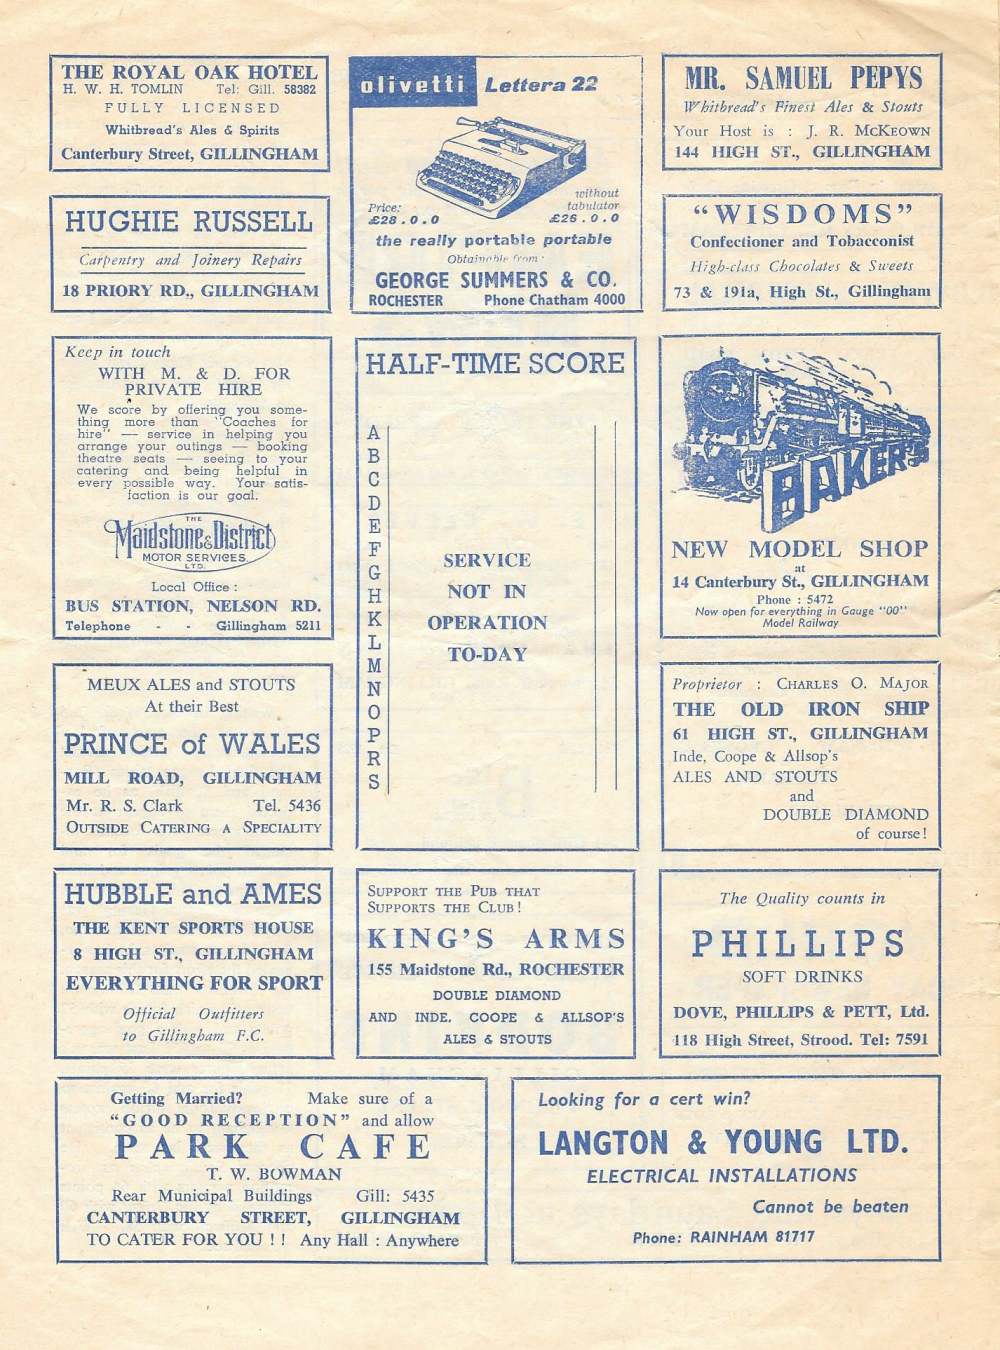 THE ROYAL OAK HOTEL
H. W. H. TOMLIN Tel: Gill. 58382
FULLY LICENSED
Whitbread's Ales & Spirits
Canterbury Street, GILLINGHAM
olivetti Lettera 22
Price: £28.0.0
without tabulator £26.0.0
the really portable portable
Obtainable from:
GEORGE SUMMERS & CO.
ROCHESTER Phone Chatham 4000
MR. SAMUEL PEPYS
Whitbread's Finest Ales & Stouts
Your Host is : J. R. McKEOWN
144 HIGH ST., GILLINGHAM
HUGHIE RUSSELL
Carpentry and Joinery Repairs
18 PRIORY RD., GILLINGHAM
"WISDOMS"
Confectioner and Tobacconist
High-class Chocolates & Sweets
73 & 191a, High St., Gillingham
Keep in touch
WITH M. & D. FOR
PRIVATE HIRE
We score by offering you some-
thing more than "Coaches for
hire" — service in helping you
arrange your outings — booking
theatre seats — seeing to your
catering and being helpful in
every possible way. Your satis-
faction is our goal.
THE
Maidstone & District
MOTOR SERVICES
LTD.
Local Office :
BUS STATION, NELSON RD.
Telephone - - Gillingham 5211
HALF-TIME SCORE
A
B
C
D
E
F
G
H
K
L
M
N
O
P
R
S
SERVICE
NOT IN
OPERATION
TO-DAY
BAKER'S
NEW MODEL SHOP
at
14 Canterbury St., GILLINGHAM
Phone : 5472
Now open for everything in Gauge "00"
Model Railway
MEUX ALES and STOUTS
At their Best
PRINCE of WALES
MILL ROAD, GILLINGHAM
Mr. R. S. Clark Tel. 5436
OUTSIDE CATERING A SPECIALITY
Proprietor : CHARLES O. MAJOR
THE OLD IRON SHIP
61 HIGH ST., GILLINGHAM
Inde, Coope & Allsop's
ALES AND STOUTS
and
DOUBLE DIAMOND
of course!
HUBBLE and AMES
THE KENT SPORTS HOUSE
8 HIGH ST., GILLINGHAM
EVERYTHING FOR SPORT
Official Outfitters
to Gillingham F.C.
SUPPORT THE PUB THAT
SUPPORTS THE CLUB!
KING'S ARMS
155 Maidstone Rd., ROCHESTER
DOUBLE DIAMOND
AND INDE, COOPE & ALLSOP'S
ALES & STOUTS
The Quality counts in
PHILLIPS
SOFT DRINKS
DOVE, PHILLIPS & PETT, Ltd.
118 High Street, Strood. Tel: 7591
Getting Married? Make sure of a
"GOOD RECEPTION" and allow
PARK CAFE
T. W. BOWMAN
Rear Municipal Buildings Gill: 5435
CANTERBURY STREET, GILLINGHAM
TO CATER FOR YOU ! ! Any Hall : Anywhere
Looking for a cert win?
LANGTON & YOUNG LTD.
ELECTRICAL INSTALLATIONS
Cannot be beaten
Phone: RAINHAM 81717